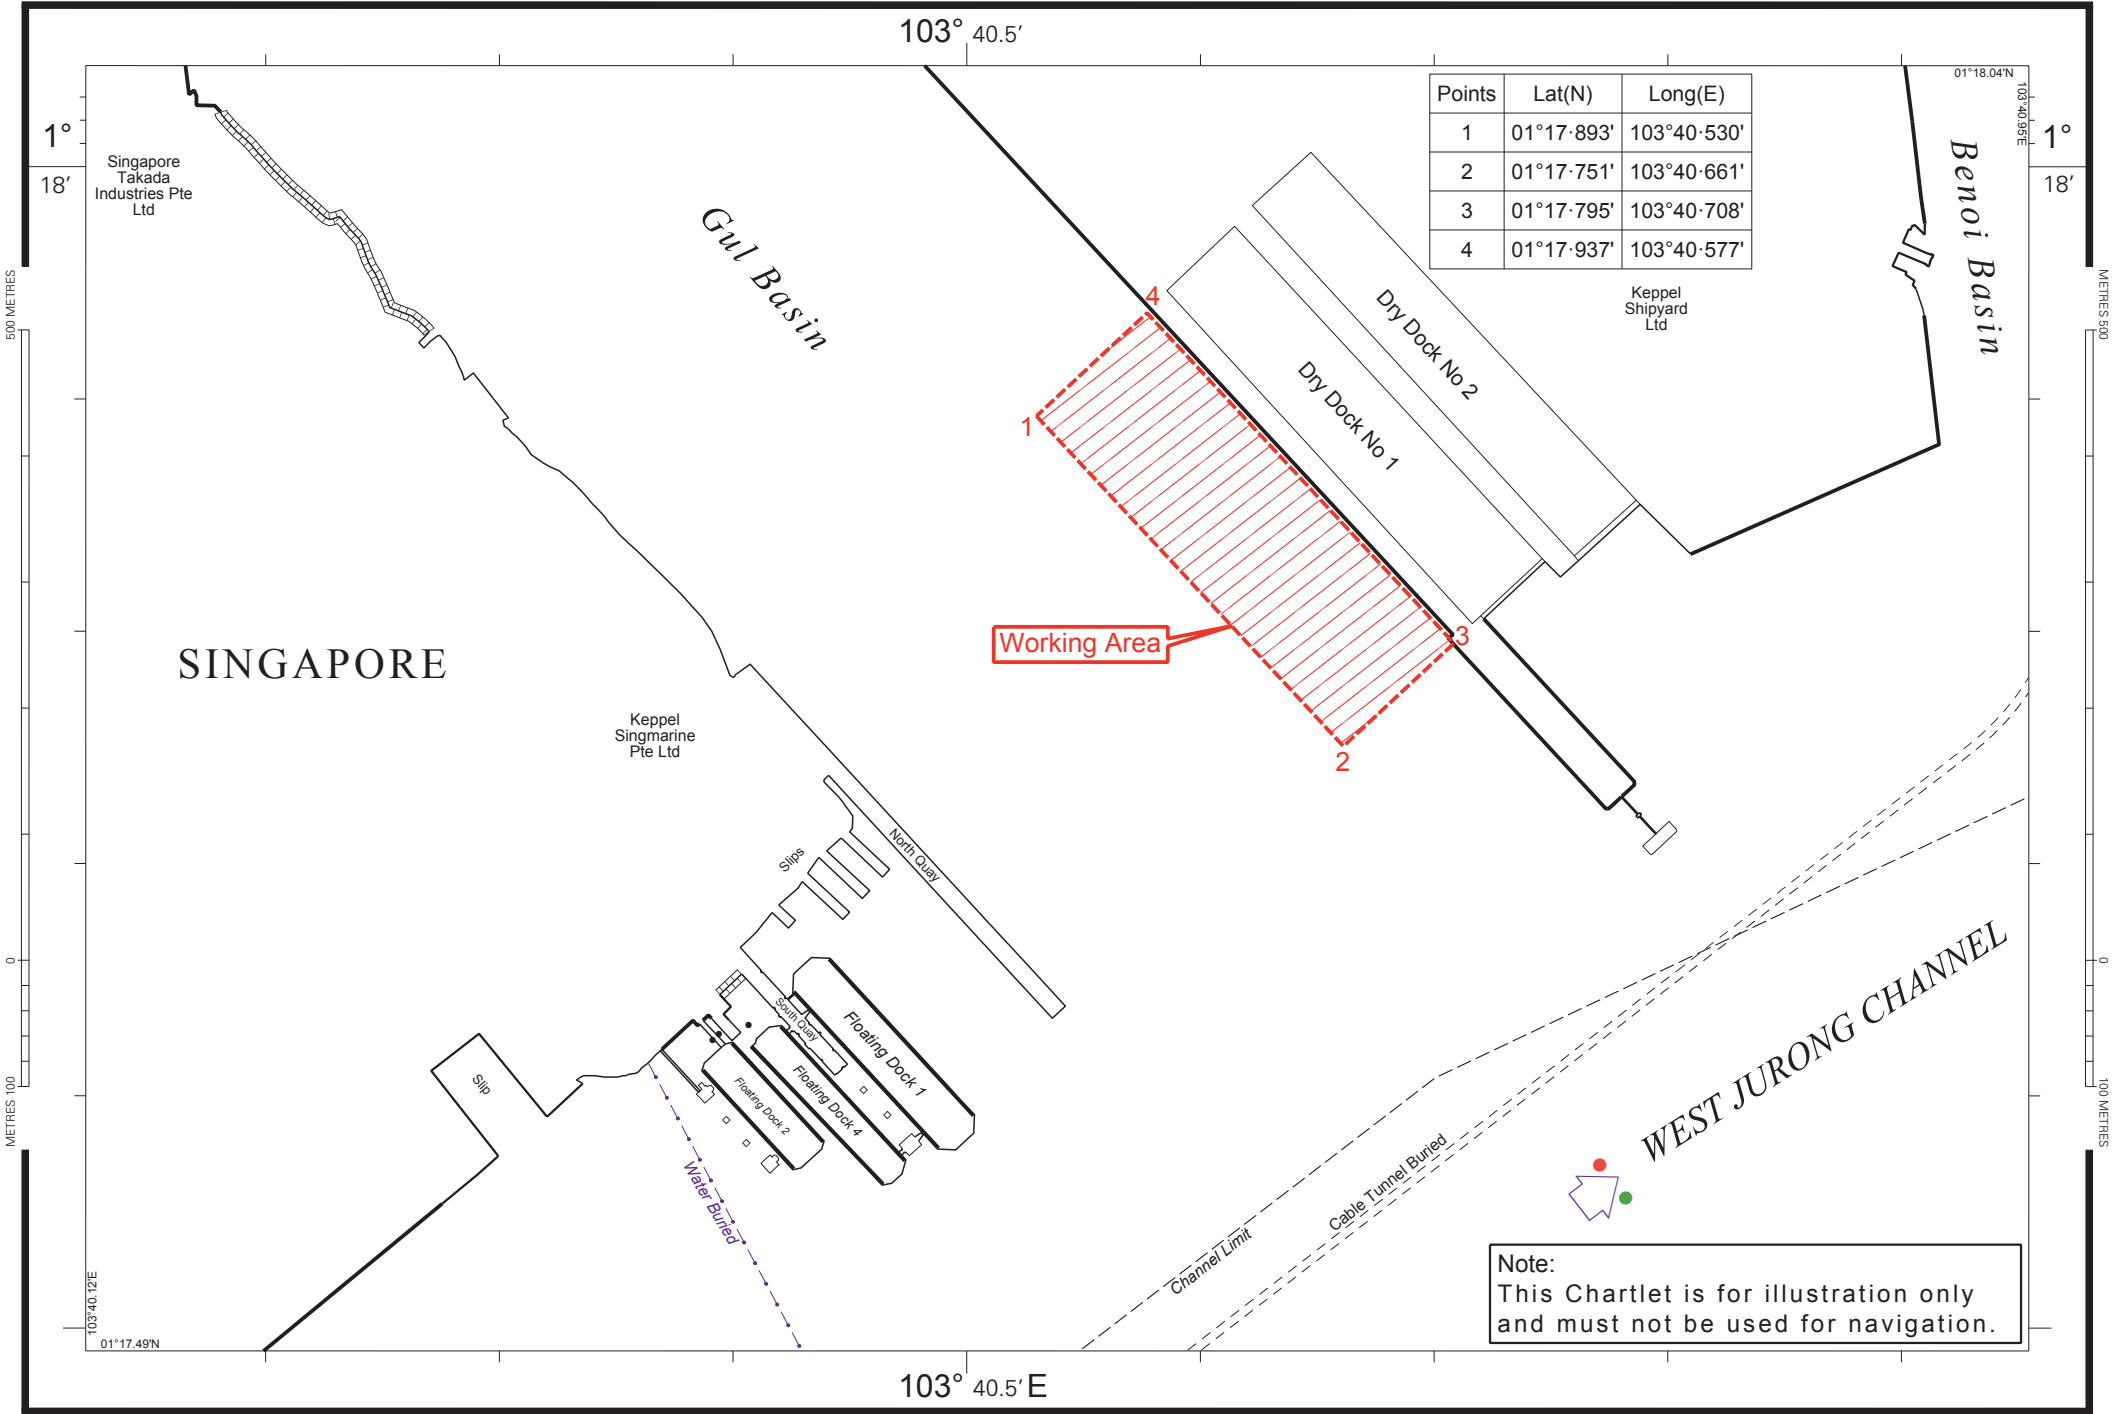 103° 40.5′
01°18.04'N
103°40.95'E
1°
18′
1°
18′
Points Lat(N) Long(E)
1 01°17·893' 103°40·530'
2 01°17·751' 103°40·661'
3 01°17·795' 103°40·708'
4 01°17·937' 103°40·577'
Singapore
Takada
Industries Pte
Ltd
Gul Basin
Benoi Basin
Keppel
Shipyard
Ltd
Dry Dock No 2
Dry Dock No 1
4
1
3
2
Working Area
500 METRES
0
METRES 100
METRES 500
0
100 METRES
SINGAPORE
Keppel
Singmarine
Pte Ltd
North Quay
Slips
South Quay
Floating Dock 1
Floating Dock 4
Floating Dock 2
Slip
Water Buried
WEST JURONG CHANNEL
Cable Tunnel Buried
Channel Limit
Note:
This Chartlet is for illustration only
and must not be used for navigation.
103°40.12'E
01°17.49'N
103° 40.5′ E